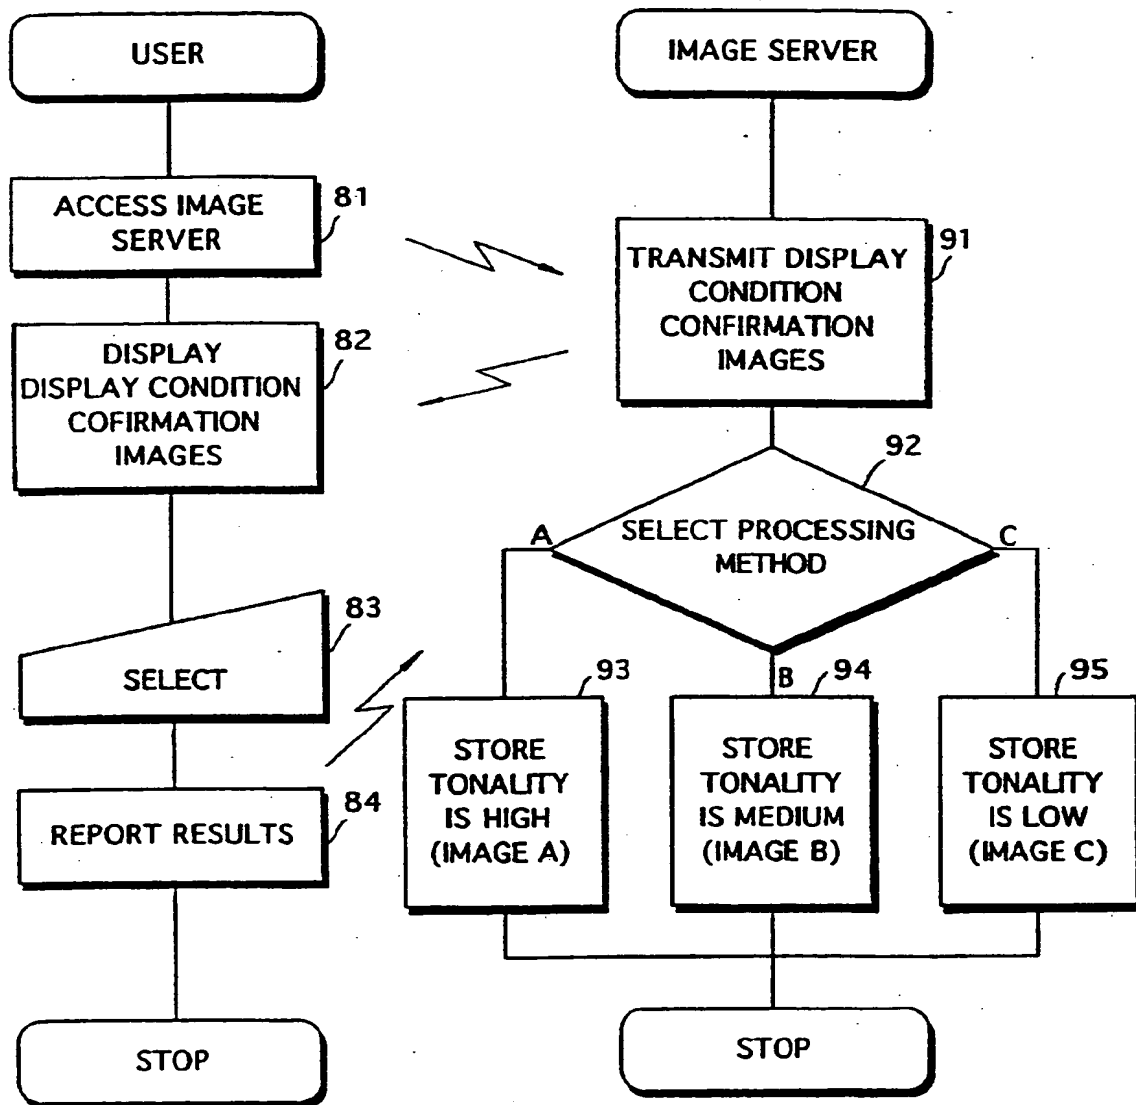 USER
ACCESS IMAGE
SERVER
81
DISPLAY
DISPLAY CONDITION
COFIRMATION
IMAGES
82
SELECT
83
REPORT RESULTS
84
STOP
IMAGE SERVER
TRANSMIT DISPLAY
CONDITION
CONFIRMATION
IMAGES
91
SELECT PROCESSING
METHOD
92
A
B
C
STORE
TONALITY
IS HIGH
(IMAGE A)
93
STORE
TONALITY
IS MEDIUM
(IMAGE B)
94
STORE
TONALITY
IS LOW
(IMAGE C)
95
STOP